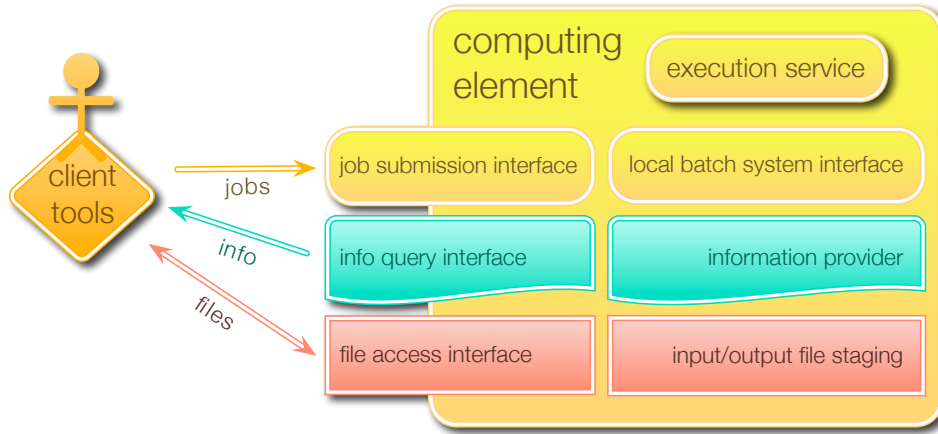 computing
element
execution service
client
tools
jobs
job submission interface
local batch system interface
info
info query interface
information provider
files
file access interface
input/output file staging